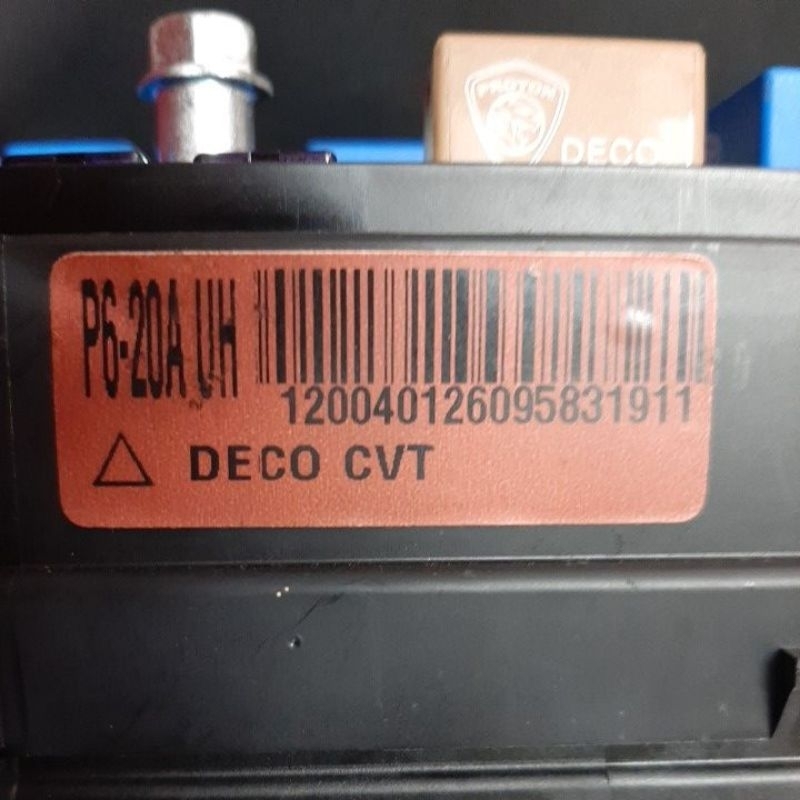 PROTON
DECO
P6-20A UH
120040126095831911
DECO CVT